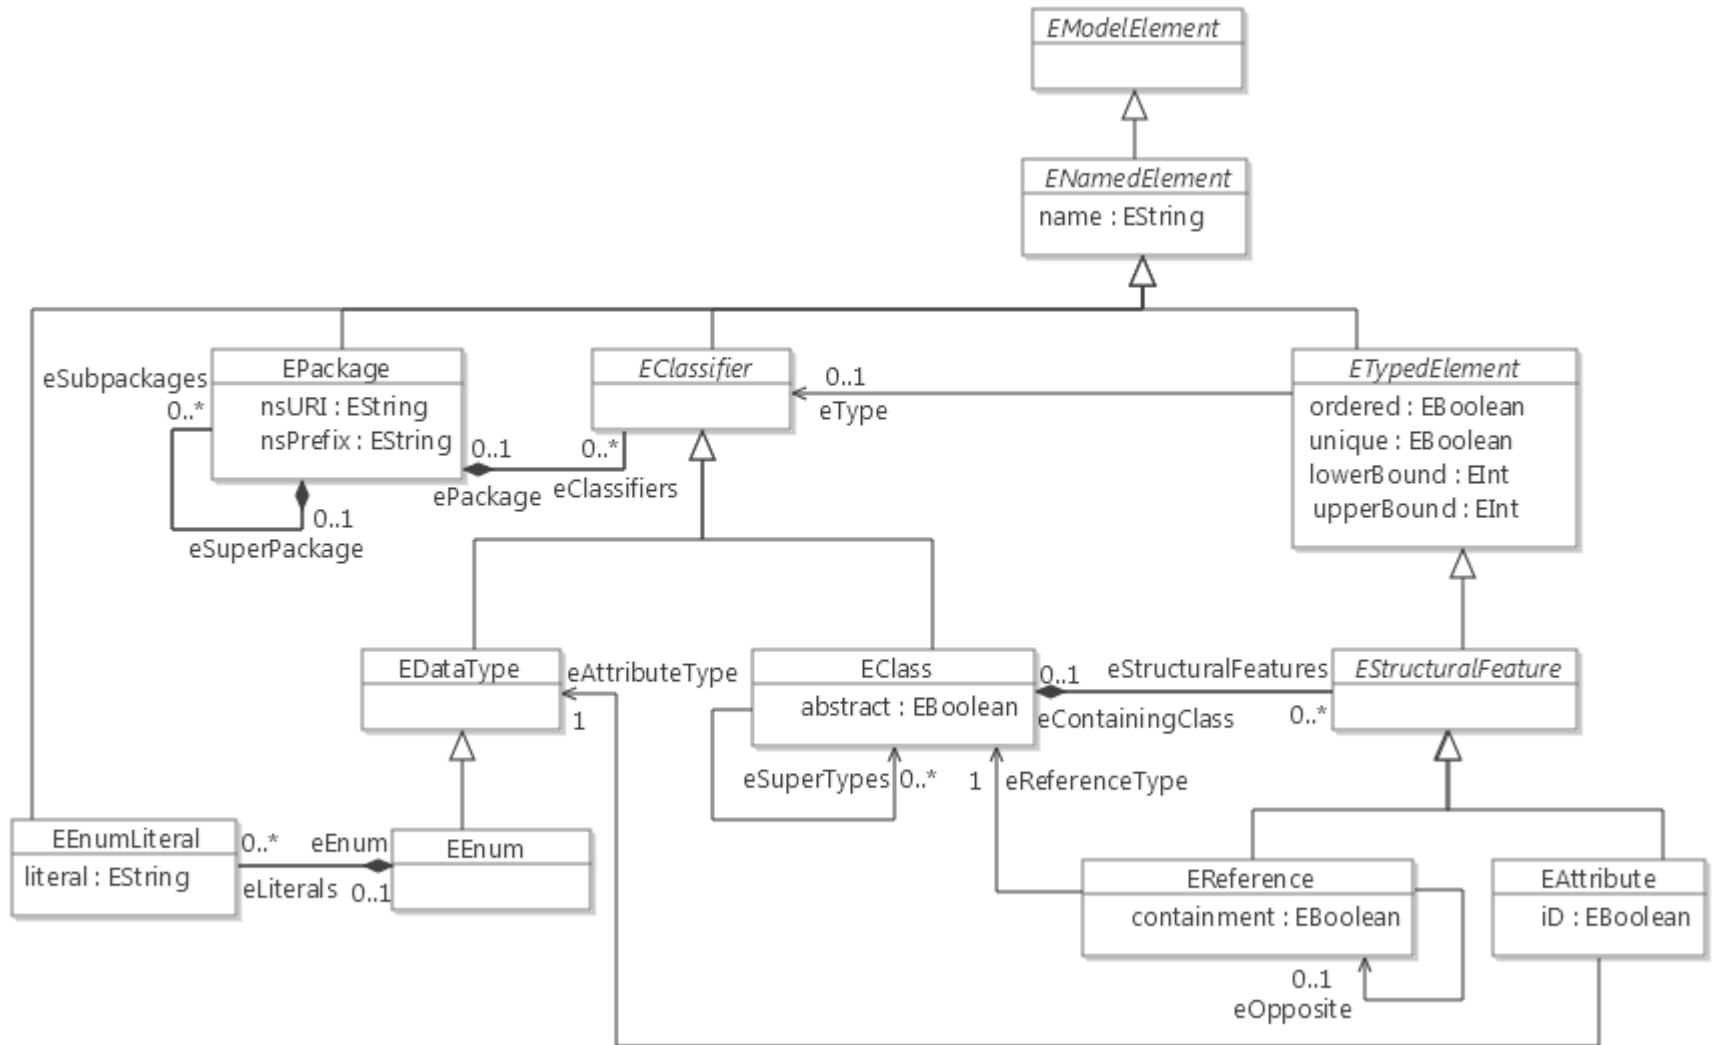 EModelElement
ENamedElement
name : EString
EPackage
nsURI : EString
nsPrefix : EString
eSubpackages
0..*
0..1
eSuperPackage
0..1
ePackage
0..*
eClassifiers
EClassifier
0..1
eType
ETypedElement
ordered : EBoolean
unique : EBoolean
lowerBound : EInt
upperBound : EInt
EDataType
eAttributeType
1
EClass
abstract : EBoolean
0..1
eContainingClass
eStructuralFeatures
0..*
EStructuralFeature
eSuperTypes
0..*
1
eReferenceType
EEnumLiteral
literal : EString
0..*
eLiterals
eEnum
0..1
EEnum
EReference
containment : EBoolean
0..1
eOpposite
EAttribute
iD : EBoolean